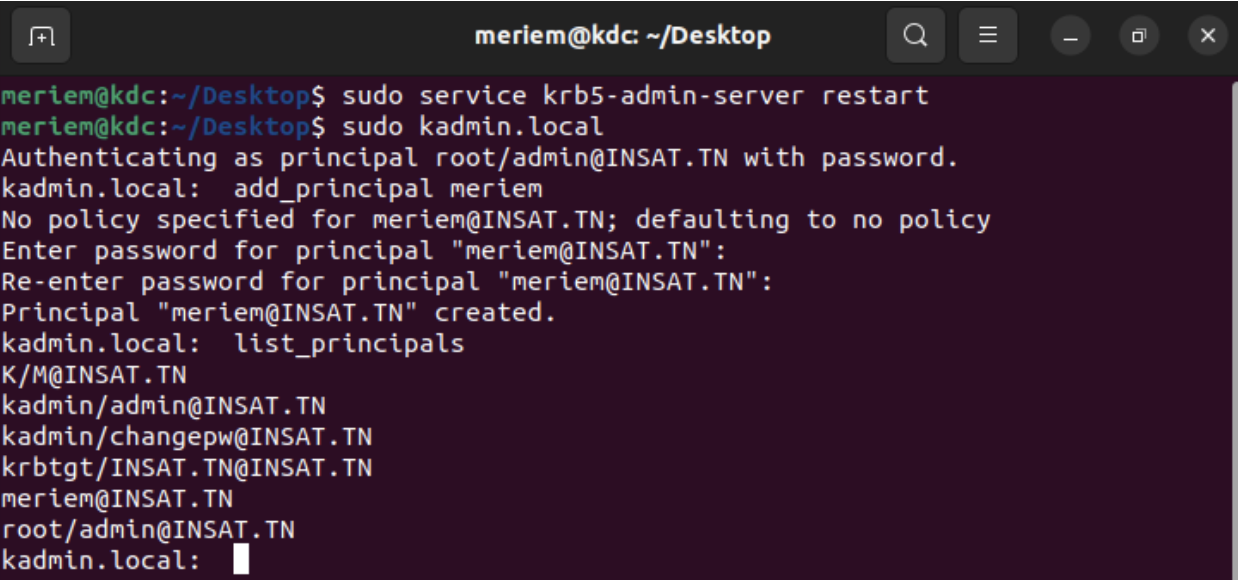 meriem@kdc: ~/Desktop
meriem@kdc:~/Desktop$ sudo service krb5-admin-server restart
meriem@kdc:~/Desktop$ sudo kadmin.local
Authenticating as principal root/admin@INSAT.TN with password.
kadmin.local:  add_principal meriem
No policy specified for meriem@INSAT.TN; defaulting to no policy
Enter password for principal "meriem@INSAT.TN":
Re-enter password for principal "meriem@INSAT.TN":
Principal "meriem@INSAT.TN" created.
kadmin.local:  list_principals
K/M@INSAT.TN
kadmin/admin@INSAT.TN
kadmin/changepw@INSAT.TN
krbtgt/INSAT.TN@INSAT.TN
meriem@INSAT.TN
root/admin@INSAT.TN
kadmin.local: